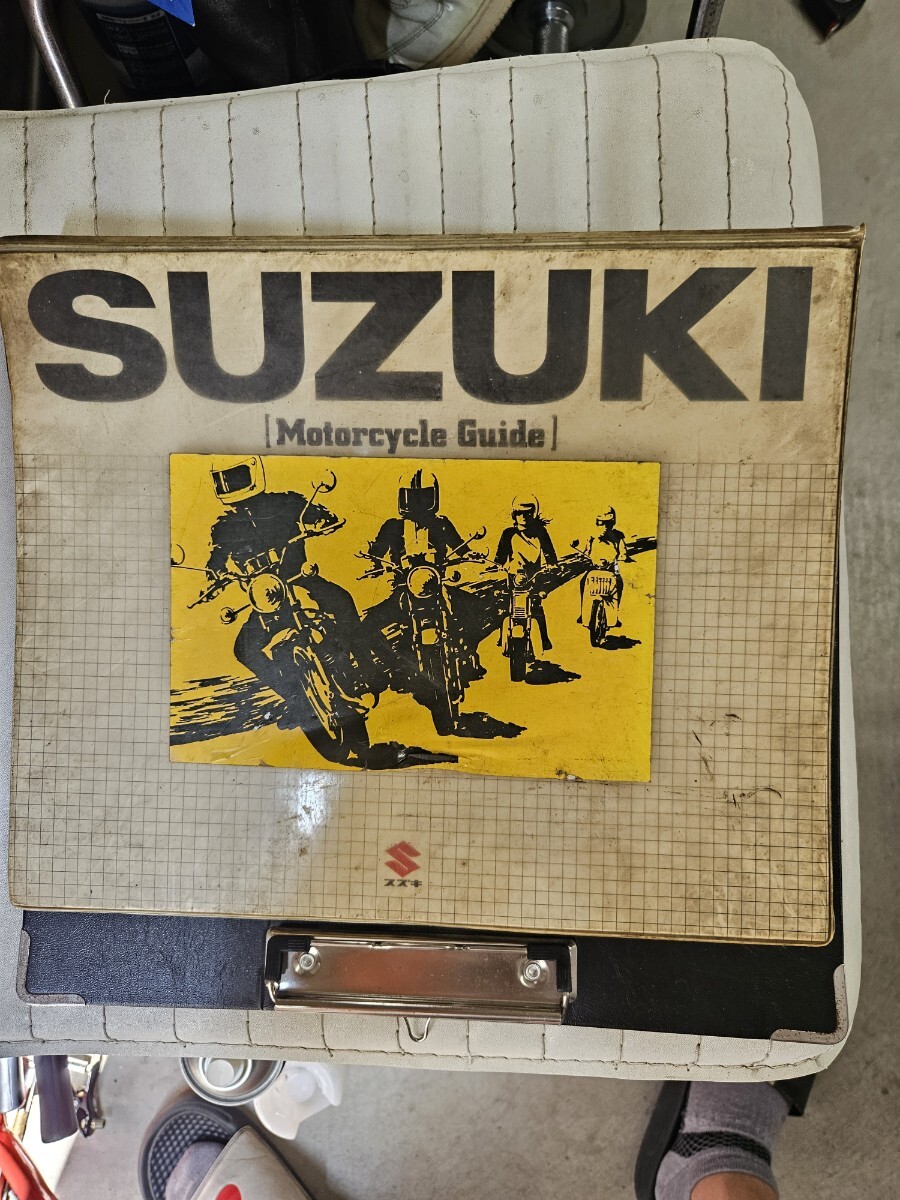 SUZUKI
[Motorcycle Guide]
スズキ